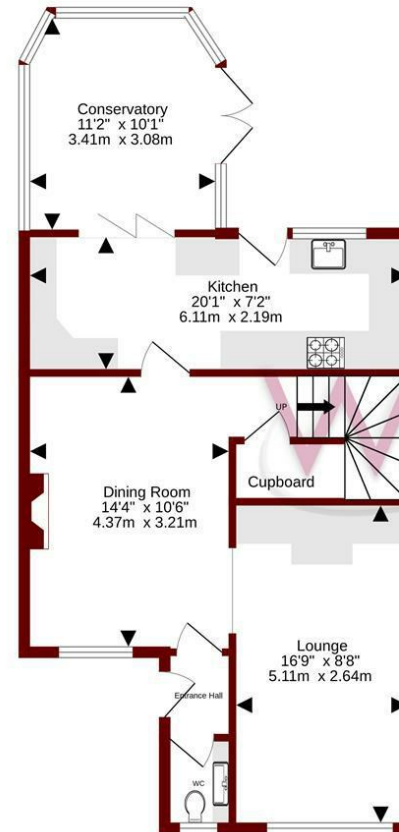 Conservatory
11'2" x 10'1"
3.41m x 3.08m
Kitchen
20'1" x 7'2"
6.11m x 2.19m
UP
Cupboard
Dining Room
14'4" x 10'6"
4.37m x 3.21m
Lounge
16'9" x 8'8"
5.11m x 2.64m
Entrance Hall
WC